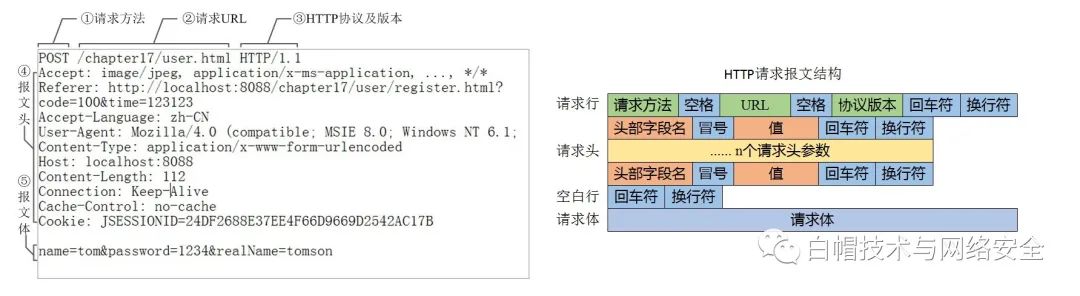 ①请求方法 ②请求URL ③HTTP协议及版本
POST /chapter17/user.html HTTP/1.1
④报文头
Accept: image/jpeg, application/x-ms-application, ..., */*
Referer: http://localhost:8088/chapter17/user/register.html?
code=100&time=123123
Accept-Language: zh-CN
User-Agent: Mozilla/4.0 (compatible; MSIE 8.0; Windows NT 6.1;
Content-Type: application/x-www-form-urlencoded
Host: localhost:8088
Content-Length: 112
Connection: Keep-Alive
Cache-Control: no-cache
Cookie: JSESSIONID=24DF2688E37EE4F66D9669D2542AC17B
⑤报文体
name=tom&password=1234&realName=tomson
HTTP请求报文结构
请求行 请求方法 空格 URL 空格 协议版本 回车符 换行符
头部字段名 冒号 值 回车符 换行符
请求头 ...... n个请求头参数
头部字段名 冒号 值 回车符 换行符
空白行 回车符 换行符
请求体 请求体
白帽技术与网络安全